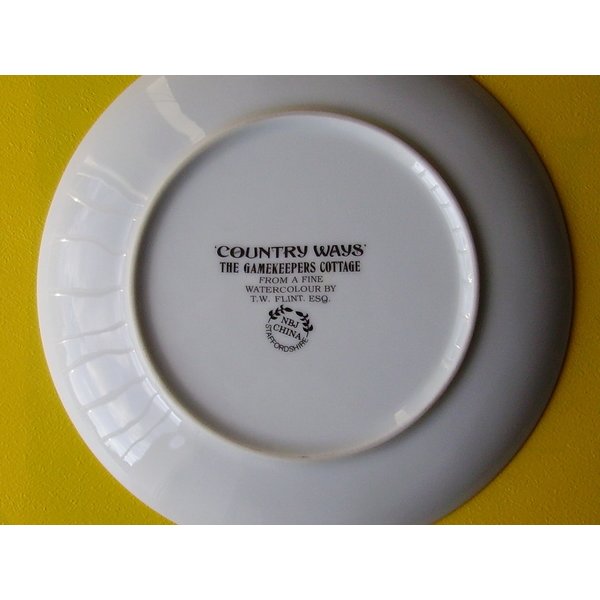 'COUNTRY WAYS'
THE GAMEKEEPERS COTTAGE
FROM A FINE
WATERCOLOUR BY
T.W. FLINT. ESQ.
NBJ
CHINA
STAFFORDSHIRE